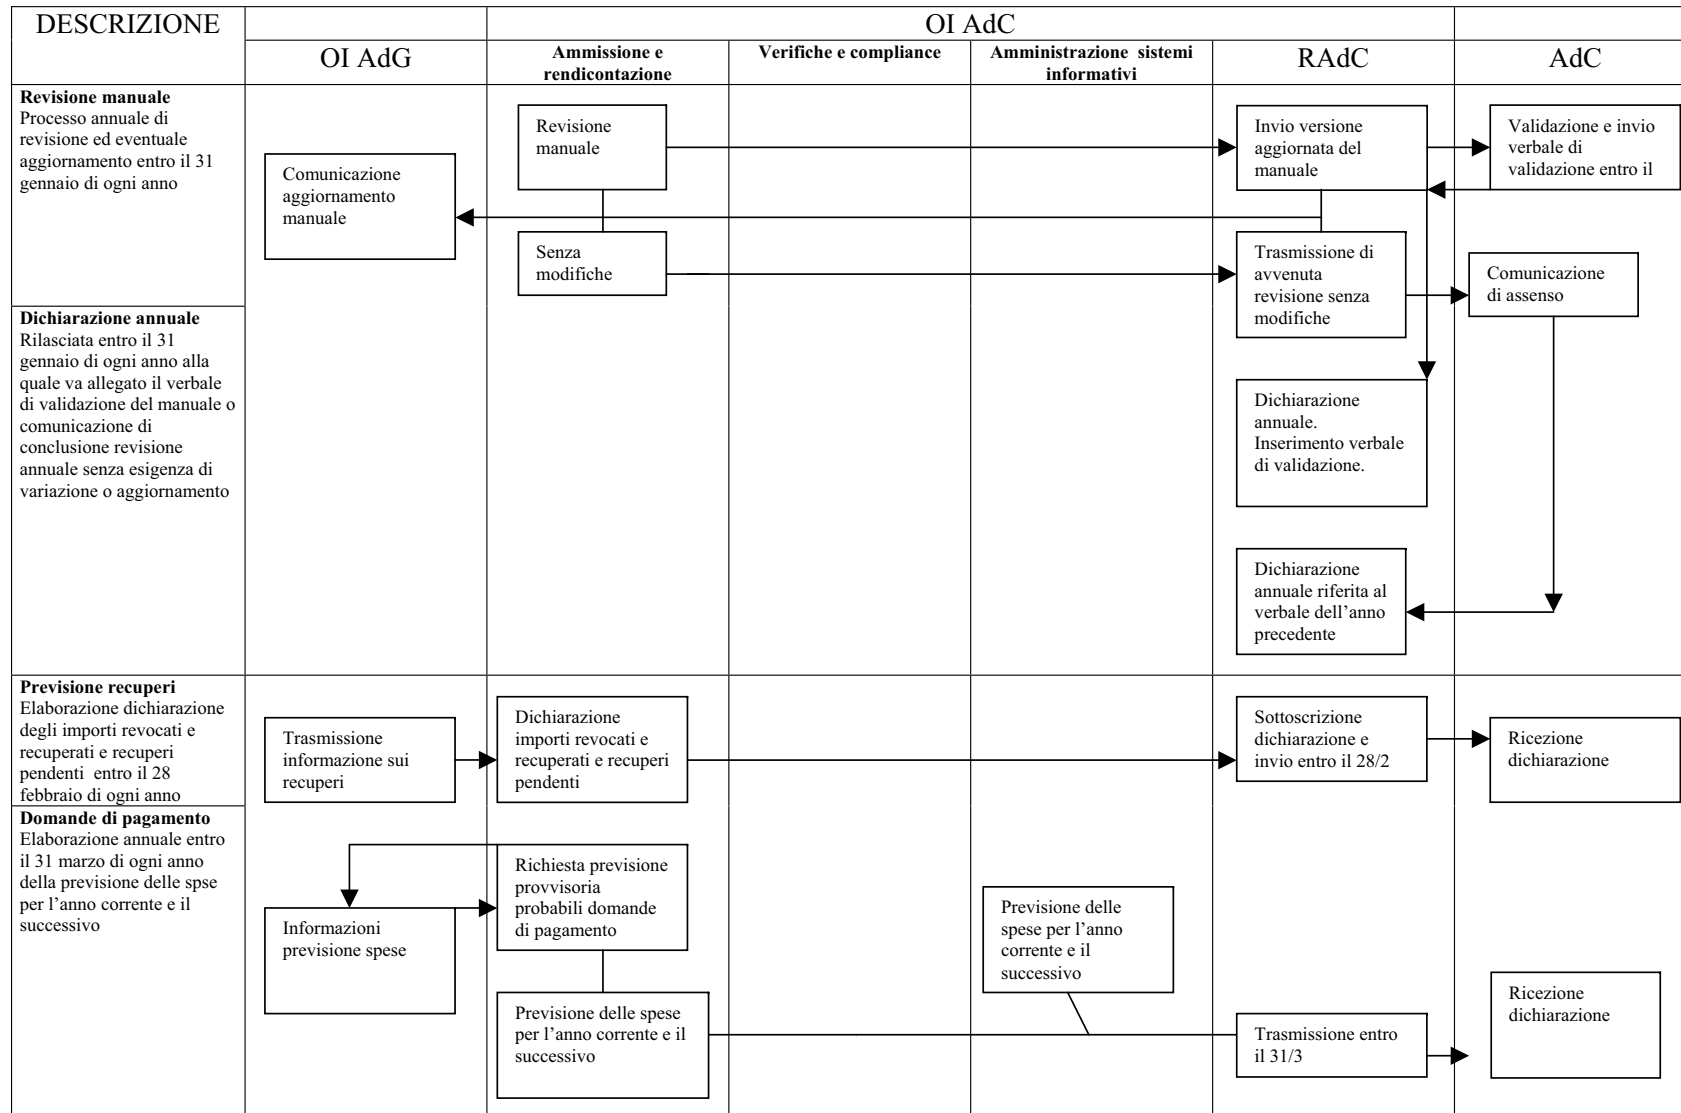 DESCRIZIONE
OI AdC
OI AdG
Ammissione e
rendicontazione
Verifiche e compliance
Amministrazione sistemi
informativi
RAdC
AdC
Revisione manuale
Processo annuale di
revisione ed eventuale
aggiornamento entro il 31
gennaio di ogni anno
Comunicazione
aggiornamento
manuale
Revisione
manuale
Senza
modifiche
Invio versione
aggiornata del
manuale
Trasmissione di
avvenuta
revisione senza
modifiche
Validazione e invio
verbale di
validazione entro il
Comunicazione
di assenso
Dichiarazione annuale
Rilasciata entro il 31
gennaio di ogni anno alla
quale va allegato il verbale
di validazione del manuale o
comunicazione di
conclusione revisione
annuale senza esigenza di
variazione o aggiornamento
Dichiarazione
annuale.
Inserimento verbale
di validazione.
Dichiarazione
annuale riferita al
verbale dell’anno
precedente
Previsione recuperi
Elaborazione dichiarazione
degli importi revocati e
recuperati e recuperi
pendenti entro il 28
febbraio di ogni anno
Trasmissione
informazione sui
recuperi
Dichiarazione
importi revocati e
recuperati e recuperi
pendenti
Sottoscrizione
dichiarazione e
invio entro il 28/2
Ricezione
dichiarazione
Domande di pagamento
Elaborazione annuale entro
il 31 marzo di ogni anno
della previsione delle spse
per l’anno corrente e il
successivo
Informazioni
previsione spese
Richiesta previsione
provvisoria
probabili domande
di pagamento
Previsione delle spese
per l’anno corrente e il
successivo
Previsione delle
spese per l’anno
corrente e il
successivo
Trasmissione entro
il 31/3
Ricezione
dichiarazione